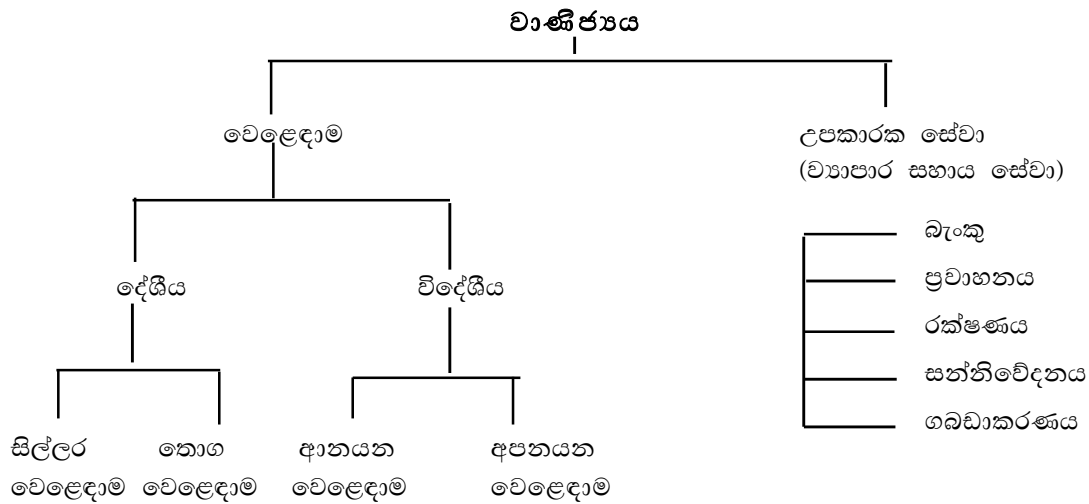 වාණිජ්‍යය
වෙළෙඳාම
උපකාරක සේවා
(ව්‍යාපාර සහාය සේවා)
බැංකු
ප්‍රවාහනය
රක්ෂණය
සන්නිවේදනය
ගබඩාකරණය
දේශීය
විදේශීය
සිල්ලර
වෙළෙඳාම
තොග
වෙළෙඳාම
ආනයන
වෙළෙඳාම
අපනයන
වෙළෙඳාම